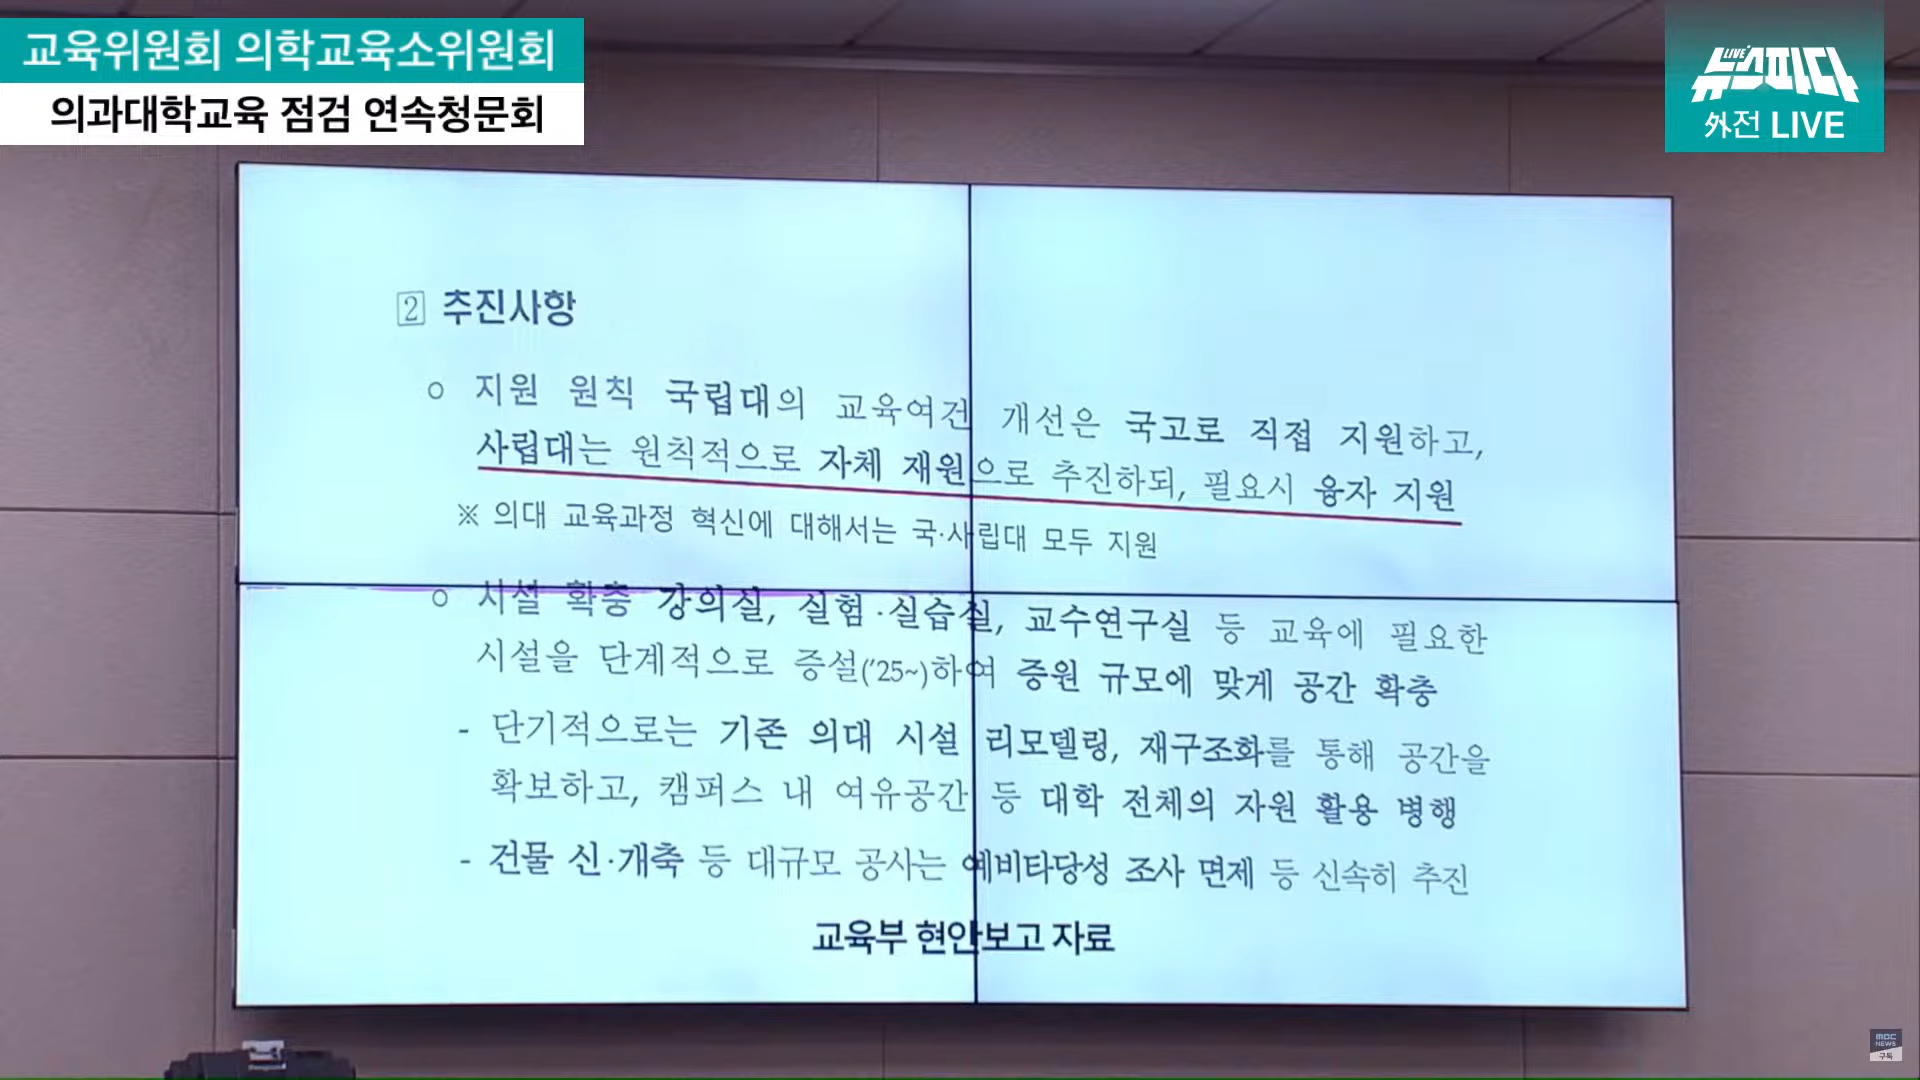 교육위원회 의학교육소위원회
의과대학교육 점검 연속청문회
LIVE
뉴스피다
外전 LIVE
2 추진사항
○ 지원 원칙 국립대의 교육여건 개선은 국고로 직접 지원하고,
사립대는 원칙적으로 자체 재원으로 추진하되, 필요시 융자 지원
※ 의대 교육과정 혁신에 대해서는 국·사립대 모두 지원
○ 시설 확충 강의실, 실험·실습실, 교수연구실 등 교육에 필요한
시설을 단계적으로 증설('25~)하여 증원 규모에 맞게 공간 확충
- 단기적으로는 기존 의대 시설 리모델링, 재구조화를 통해 공간을
확보하고, 캠퍼스 내 여유공간 등 대학 전체의 자원 활용 병행
- 건물 신·개축 등 대규모 공사는 예비타당성 조사 면제 등 신속히 추진
교육부 현안보고 자료
MBC
NEWS
구독